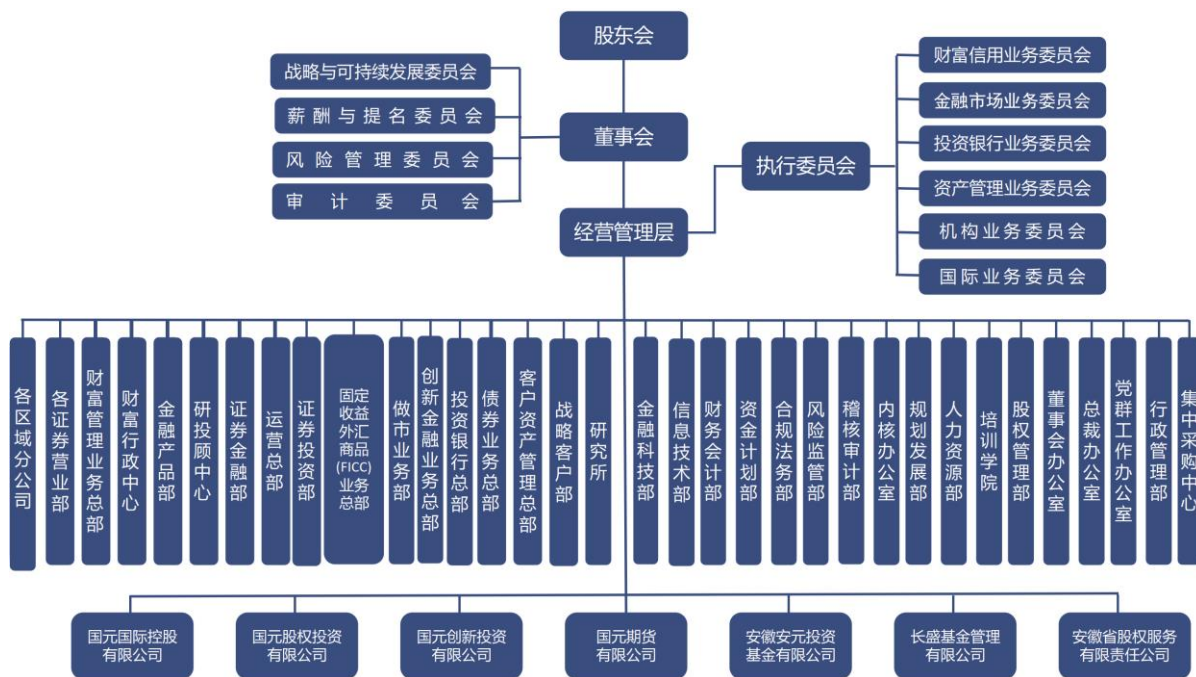 股东会
战略与可持续发展委员会
薪酬与提名委员会
风险管理委员会
审计委员会
董事会
经营管理层
执行委员会
财富信用业务委员会
金融市场业务委员会
投资银行业务委员会
资产管理业务委员会
机构业务委员会
国际业务委员会
各区域分公司
各证券营业部
财富管理业务总部
财富行政中心
金融产品部
研投顾中心
证券金融部
运营总部
证券投资部
固定
收益
外汇
商品
(FICC)
业务
总部
做市业务部
创新金融业务总部
投资银行总部
债券业务总部
客户资产管理总部
战略客户部
研究所
金融科技部
信息技术部
财务会计部
资金计划部
合规法务部
风险监管部
稽核审计部
内核办公室
规划发展部
人力资源部
培训学院
股权管理部
董事会办公室
总裁办公室
党群工作办公室
行政管理部
集中采购中心
国元国际控股
有限公司
国元股权投资
有限公司
国元创新投资
有限公司
国元期货
有限公司
安徽安元投资
基金有限公司
长盛基金管理
有限公司
安徽省股权服务
有限责任公司